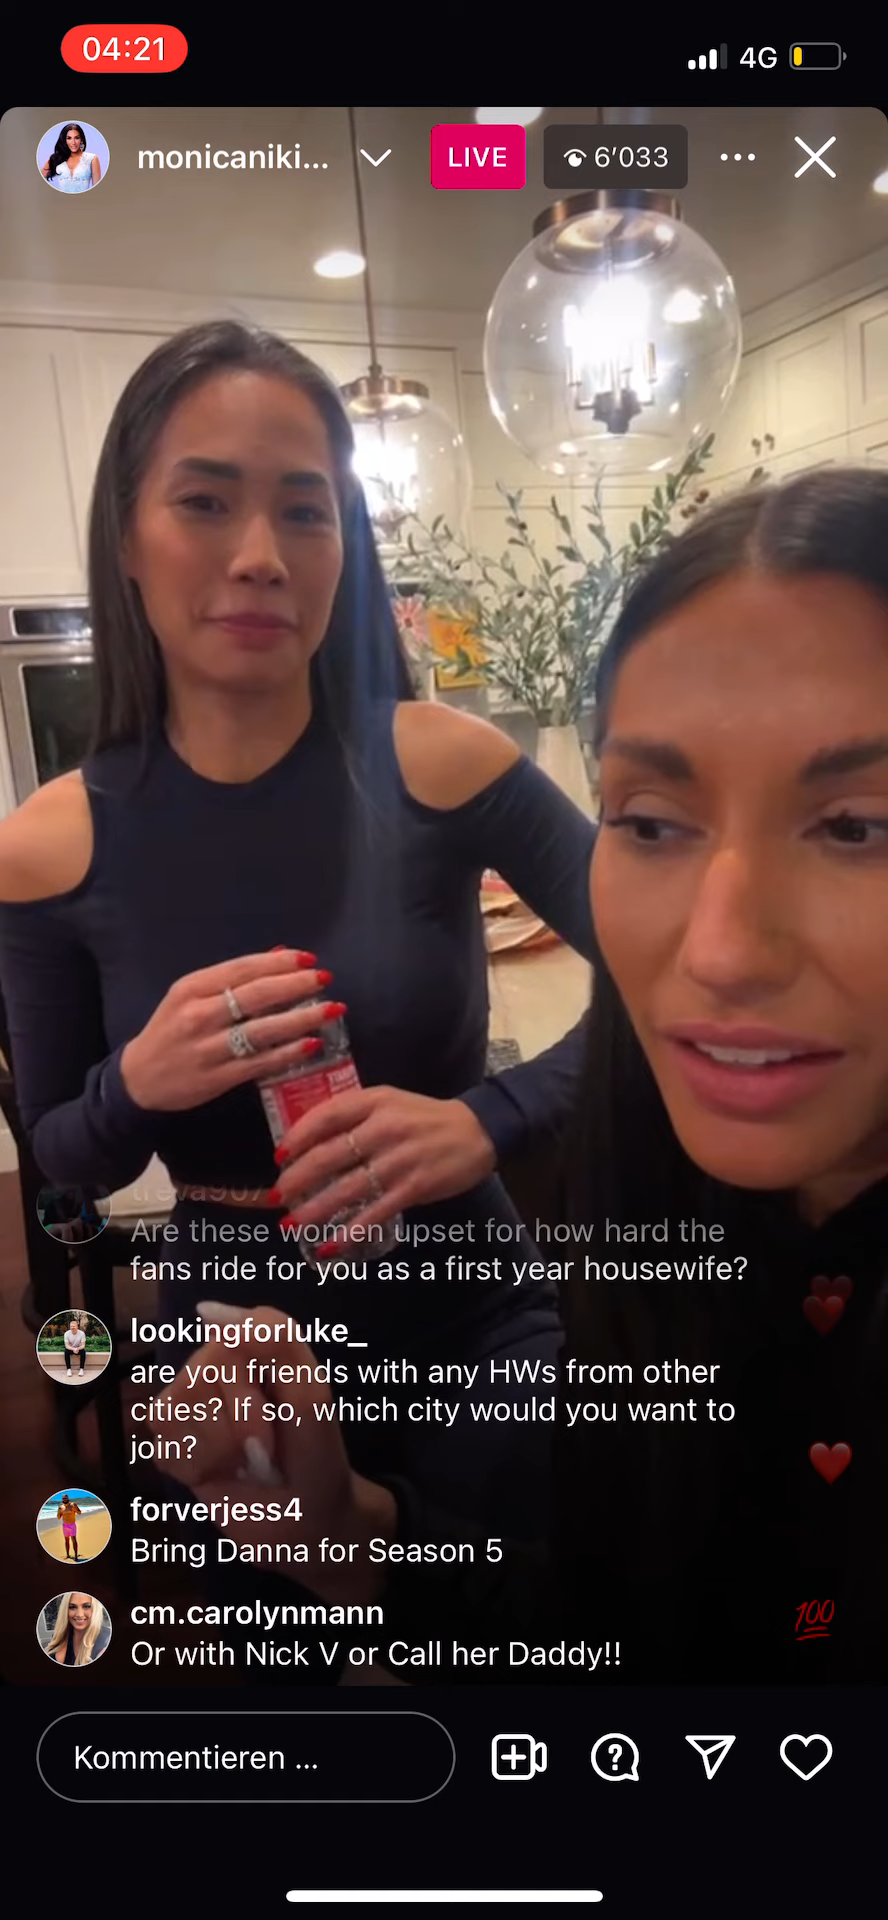 04:21
4G
monicaniki...
LIVE
6’033
treva907
Are these women upset for how hard the
fans ride for you as a first year housewife?
lookingforluke_
are you friends with any HWs from other
cities? If so, which city would you want to
join?
forverjess4
Bring Danna for Season 5
cm.carolynmann
Or with Nick V or Call her Daddy!!
100
Kommentieren ...